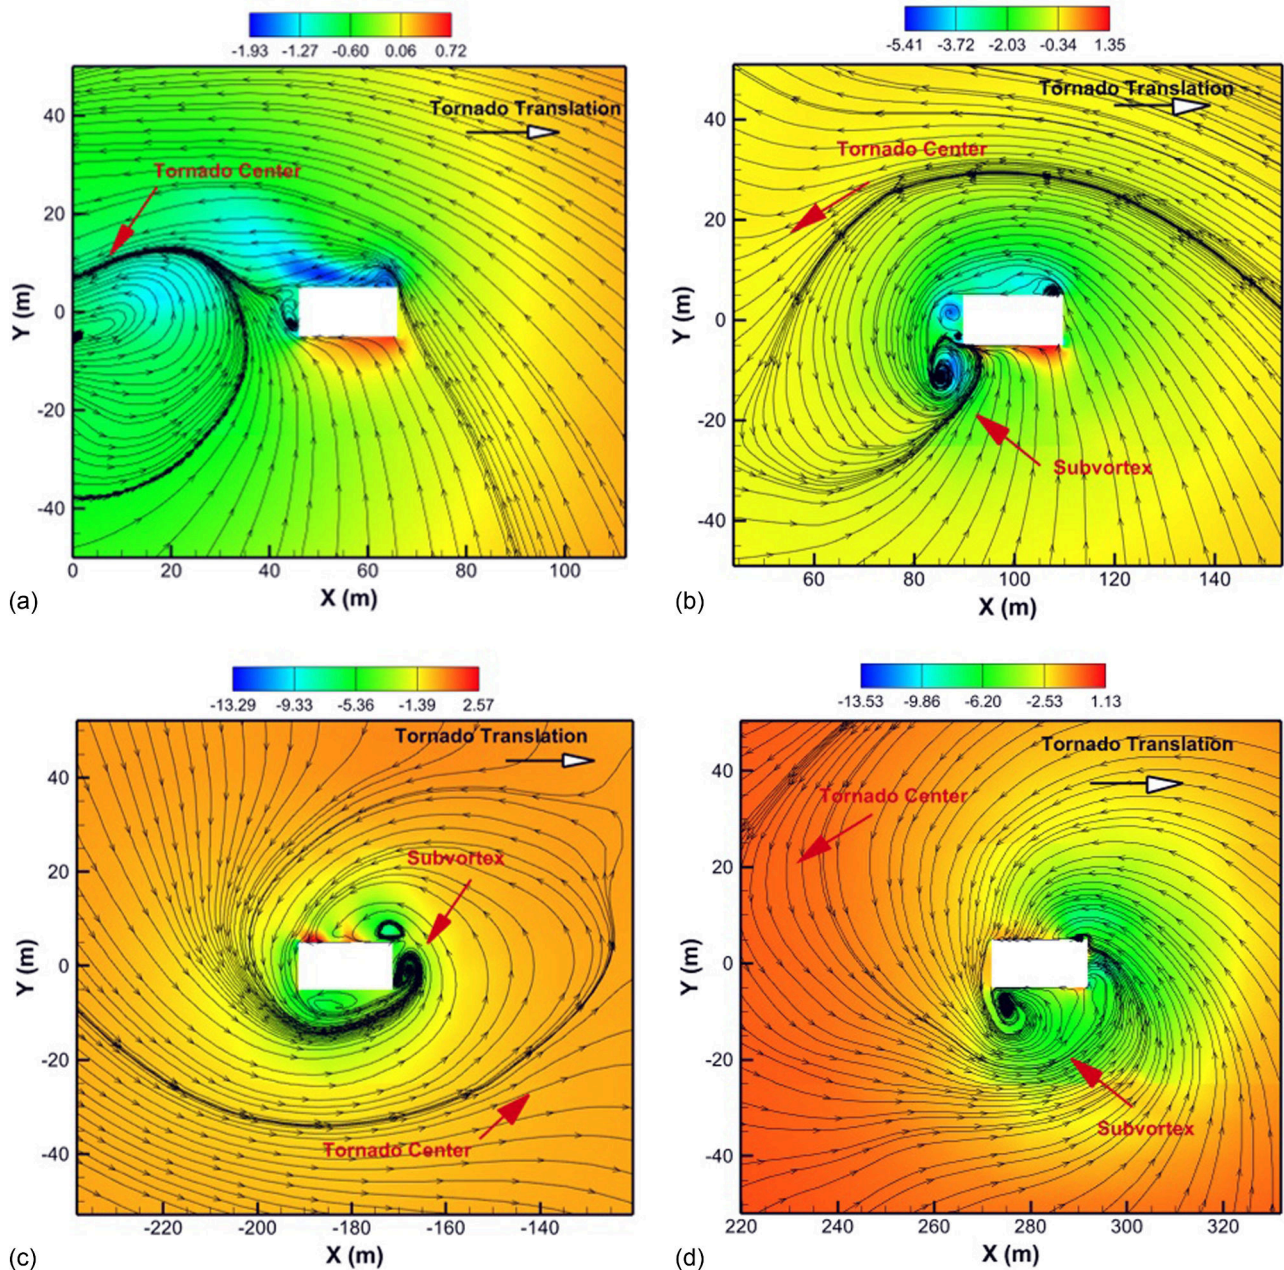 -1.93 -1.27 -0.60 0.06 0.72
Tornado Translation
Tornado Center
40
20
0
-20
-40
Y (m)
0 20 40 60 80 100
X (m)
(a)
-5.41 -3.72 -2.03 -0.34 1.35
Tornado Translation
Tornado Center
Subvortex
40
20
0
-20
-40
Y (m)
60 80 100 120 140
X (m)
(b)
-13.29 -9.33 -5.36 -1.39 2.57
Tornado Translation
Subvortex
Tornado Center
40
20
0
-20
-40
Y (m)
-220 -200 -180 -160 -140
X (m)
(c)
-13.53 -9.86 -6.20 -2.53 1.13
Tornado Translation
Tornado Center
Subvortex
40
20
0
-20
-40
Y (m)
220 240 260 280 300 320
X (m)
(d)